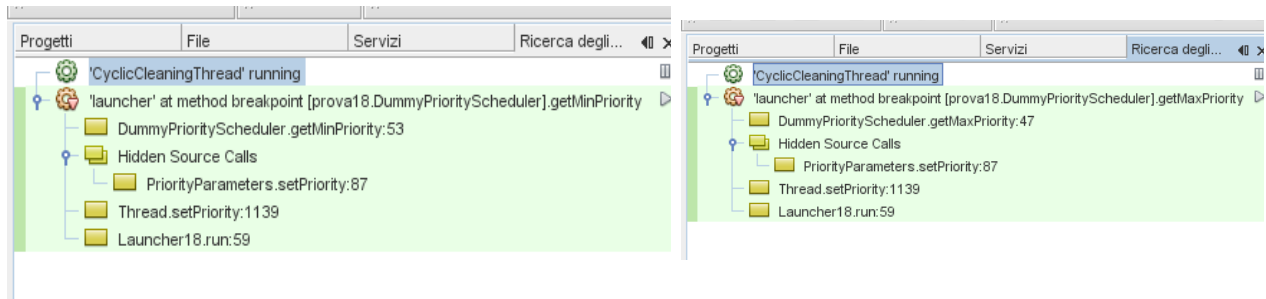 Progetti File Servizi Ricerca degli...
'CyclicCleaningThread' running
'launcher' at method breakpoint [prova18.DummyPriorityScheduler].getMinPriority
DummyPriorityScheduler.getMinPriority:53
Hidden Source Calls
PriorityParameters.setPriority:87
Thread.setPriority:1139
Launcher18.run:59
Progetti File Servizi Ricerca degli...
'CyclicCleaningThread' running
'launcher' at method breakpoint [prova18.DummyPriorityScheduler].getMaxPriority
DummyPriorityScheduler.getMaxPriority:47
Hidden Source Calls
PriorityParameters.setPriority:87
Thread.setPriority:1139
Launcher18.run:59